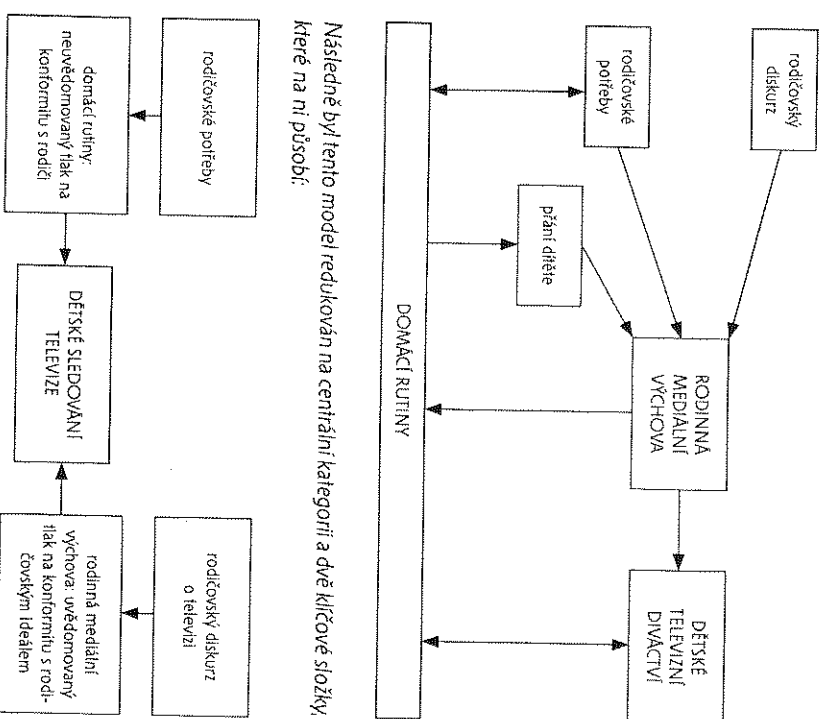 rodičovský
diskurz
rodičovské
potřeby
přání dítěte
RODINNÁ
MEDIÁLNÍ
VÝCHOVA
DĚTSKÉ
TELEVIZNÍ
DIVÁCTVÍ
DOMÁCÍ RUTINY
Následně byl tento model redukován na centrální kategorii a dvě klíčové složky,
které na ni působí:
rodičovské potřeby
domácí rutiny:
neuvědomovaný tlak na
konformitu s rodiči
DĚTSKÉ SLEDOVÁNÍ
TELEVIZE
rodičovský diskurz
o televizi
rodinná mediální
výchova: uvědomovaný
tlak na konformitu s rodi-
čovským ideálem